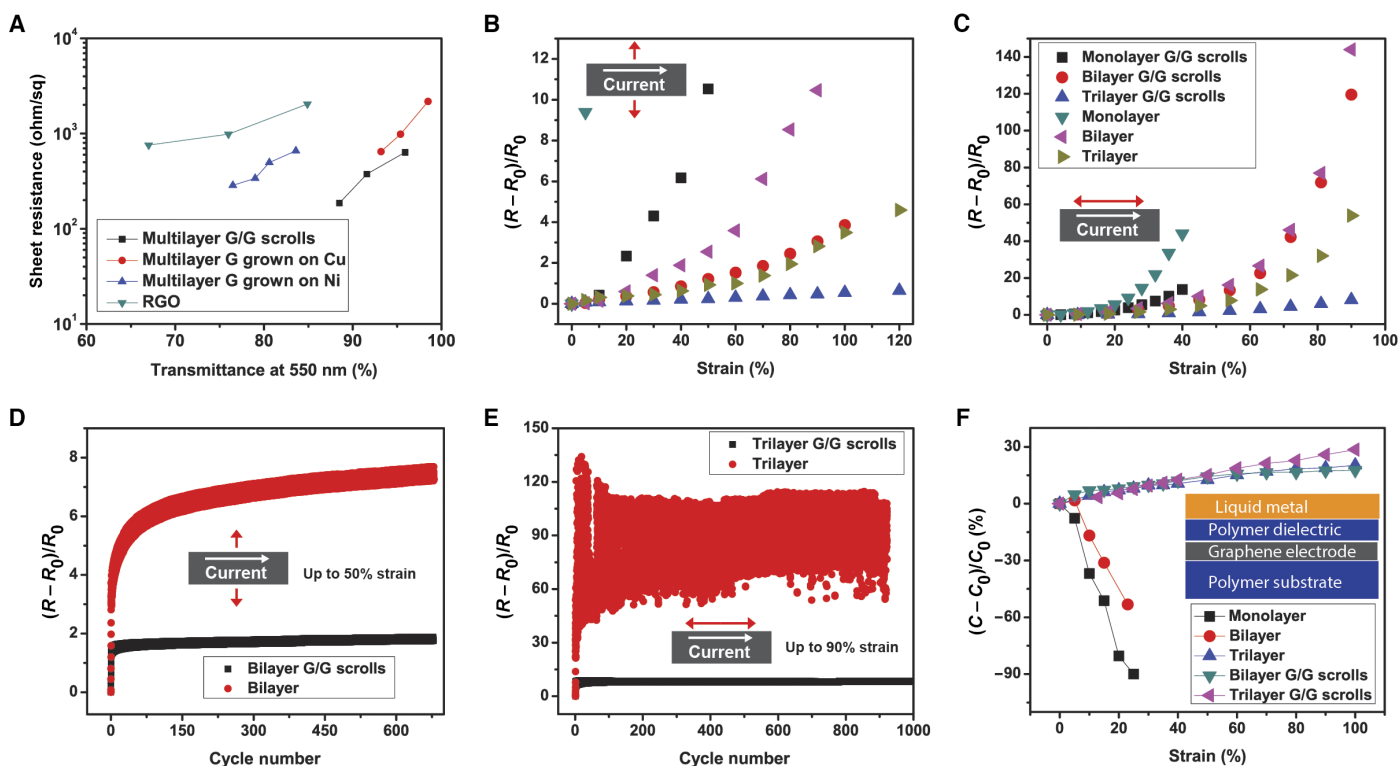 A
Sheet resistance (ohm/sq)
10⁴
10³
10²
10¹
60 70 80 90 100
Transmittance at 550 nm (%)
Multilayer G/G scrolls
Multilayer G grown on Cu
Multilayer G grown on Ni
RGO
B
(R – R₀)/R₀
12
10
8
6
4
2
0
0 20 40 60 80 100 120
Strain (%)
Current
C
(R – R₀)/R₀
140
120
100
80
60
40
20
0
0 20 40 60 80 100
Strain (%)
Monolayer G/G scrolls
Bilayer G/G scrolls
Trilayer G/G scrolls
Monolayer
Bilayer
Trilayer
Current
D
(R – R₀)/R₀
8
6
4
2
0
0 150 300 450 600
Cycle number
Current
Up to 50% strain
Bilayer G/G scrolls
Bilayer
E
(R – R₀)/R₀
150
120
90
60
30
0
0 200 400 600 800 1000
Cycle number
Trilayer G/G scrolls
Trilayer
Current
Up to 90% strain
F
(C – C₀)/C₀ (%)
30
0
–30
–60
–90
0 20 40 60 80 100
Strain (%)
Liquid metal
Polymer dielectric
Graphene electrode
Polymer substrate
Monolayer
Bilayer
Trilayer
Bilayer G/G scrolls
Trilayer G/G scrolls